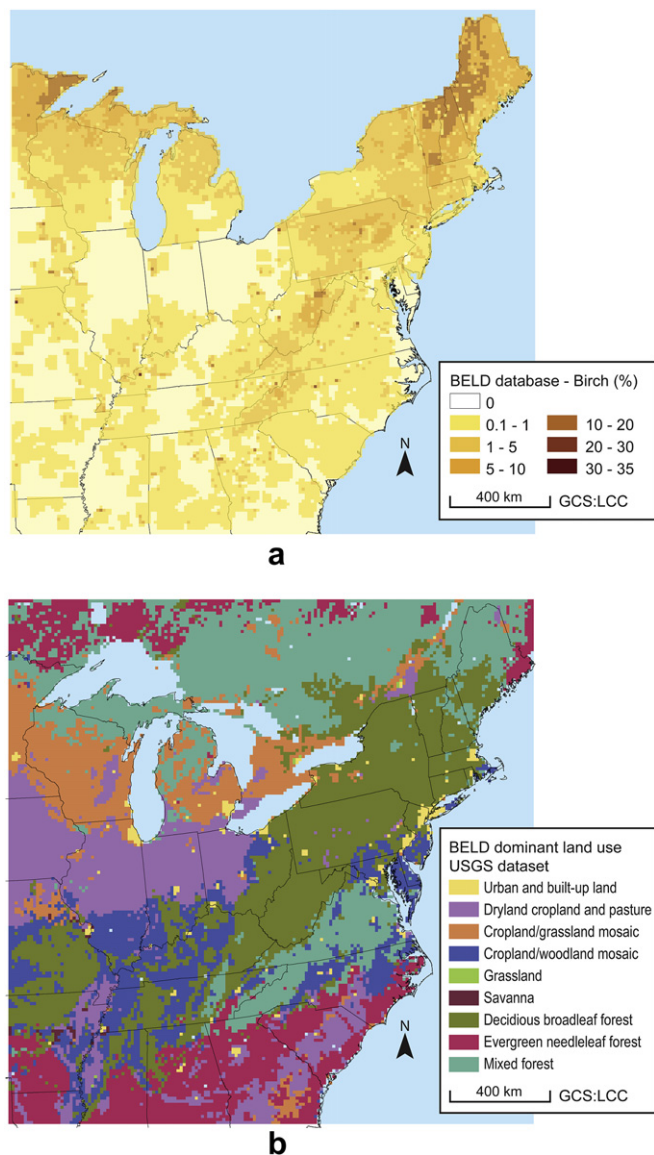 N
BELD database - Birch (%)
0
0.1 - 1
10 - 20
1 - 5
20 - 30
5 - 10
30 - 35
400 km
GCS:LCC
a
N
BELD dominant land use
USGS dataset
Urban and built-up land
Dryland cropland and pasture
Cropland/grassland mosaic
Cropland/woodland mosaic
Grassland
Savanna
Decidious broadleaf forest
Evergreen needleleaf forest
Mixed forest
400 km
GCS:LCC
b